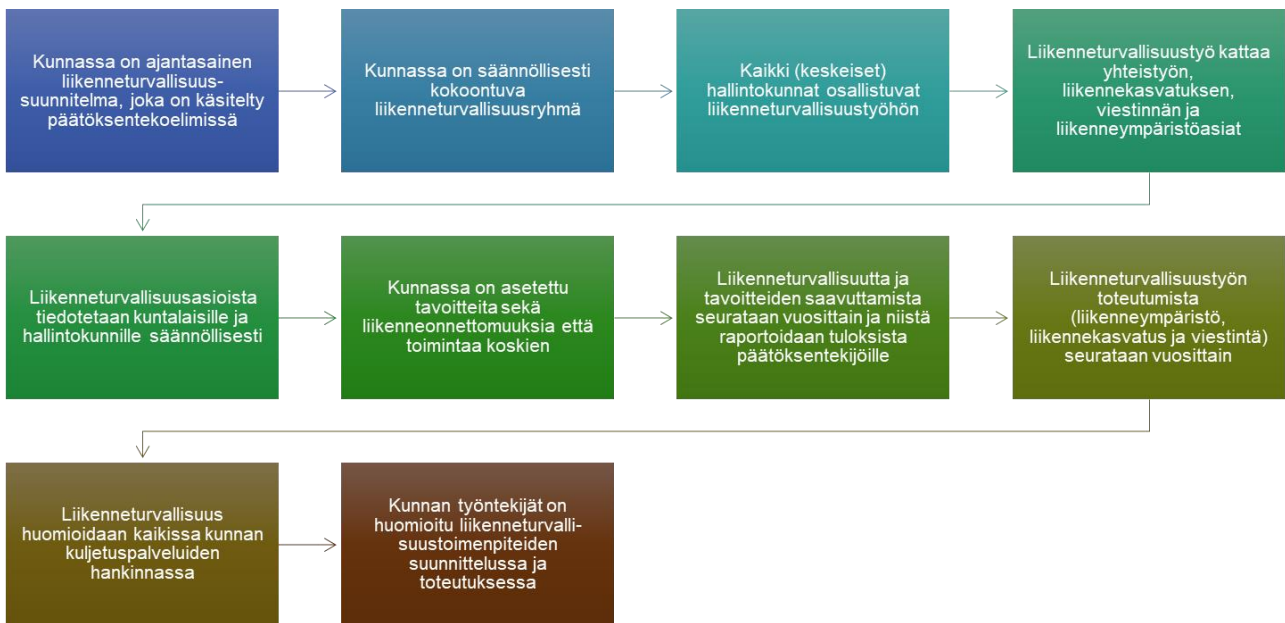 Kunnassa on ajantasainen
liikenneturvallisuus-
suunnitelma, joka on käsitelty
päätöksentekoelimissä
Kunnassa on säännöllisesti
kokoontuva
liikenneturvallisuusryhmä
Kaikki (keskeiset)
hallintokunnat osallistuvat
liikenneturvallisuustyöhön
Liikenneturvallisuustyö kattaa
yhteistyön,
liikennekasvatuksen,
viestinnän ja
liikenneympäristöasiat
Liikenneturvallisuusasioista
tiedotetaan kuntalaisille ja
hallintokunnille säännöllisesti
Kunnassa on asetettu
tavoitteita sekä
liikenneonnettomuuksia että
toimintaa koskien
Liikenneturvallisuutta ja
tavoitteiden saavuttamista
seurataan vuosittain ja niistä
raportoidaan tuloksista
päätöksentekijöille
Liikenneturvallisuustyön
toteutumista
(liikenneympäristö,
liikennekasvatus ja viestintä)
seurataan vuosittain
Liikenneturvallisuus
huomioidaan kaikissa kunnan
kuljetuspalveluiden
hankinnassa
Kunnan työntekijät on
huomioitu liikenneturvalli-
suustoimenpiteiden
suunnittelussa ja
toteutuksessa